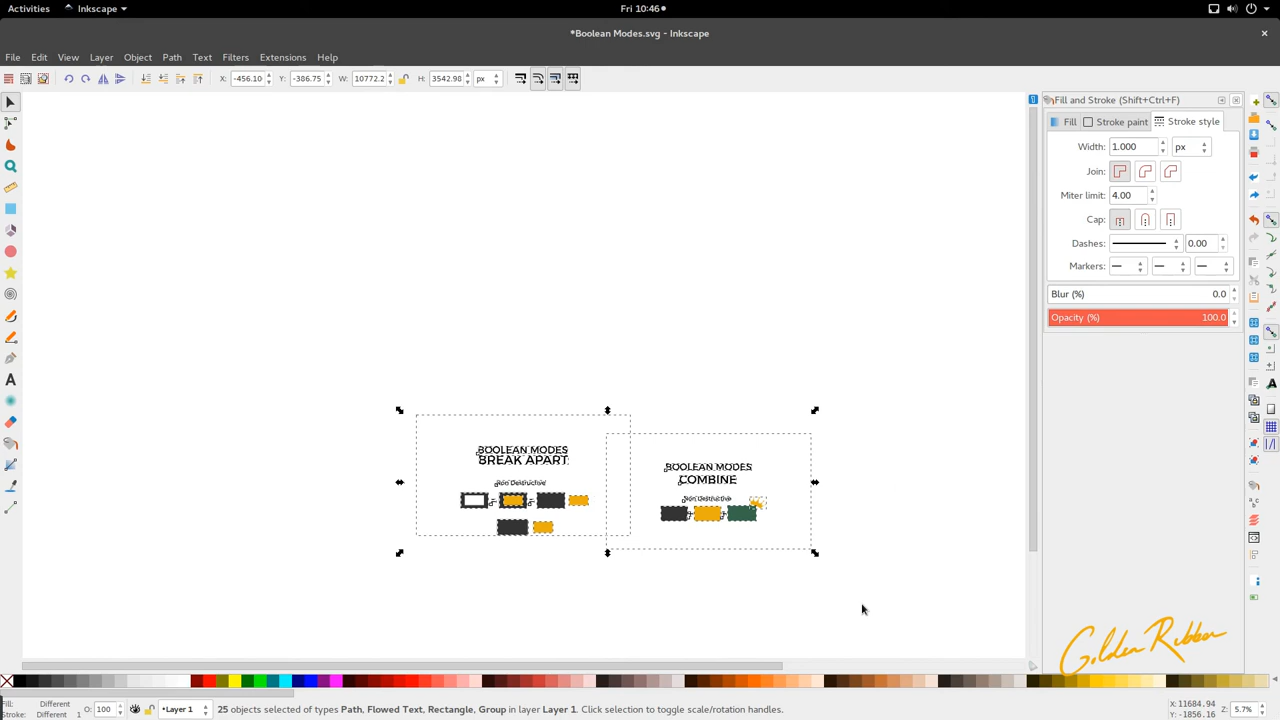 Activities
Inkscape
Fri 10:46
*Boolean Modes.svg - Inkscape
File Edit View Layer Object Path Text Filters Extensions Help
X: -456.10 Y: -386.75 W: 10772.2 H: 3542.98 px
Fill and Stroke (Shift+Ctrl+F)
Fill Stroke paint Stroke style
Width: 1.000 px
Join:
Miter limit: 4.00
Cap:
Dashes: 0.00
Markers:
Blur (%) 0.0
Opacity (%) 100.0
BOOLEAN MODES
BREAK APART
Non Destructive
BOOLEAN MODES
COMBINE
Non Destructive
Golden Ribbon
Fill: Different
Stroke: Different 1
O: 100
•Layer 1
25 objects selected of types Path, Flowed Text, Rectangle, Group in layer Layer 1. Click selection to toggle scale/rotation handles.
X: 11684.94
Y: -1856.16
Z: 5.7%